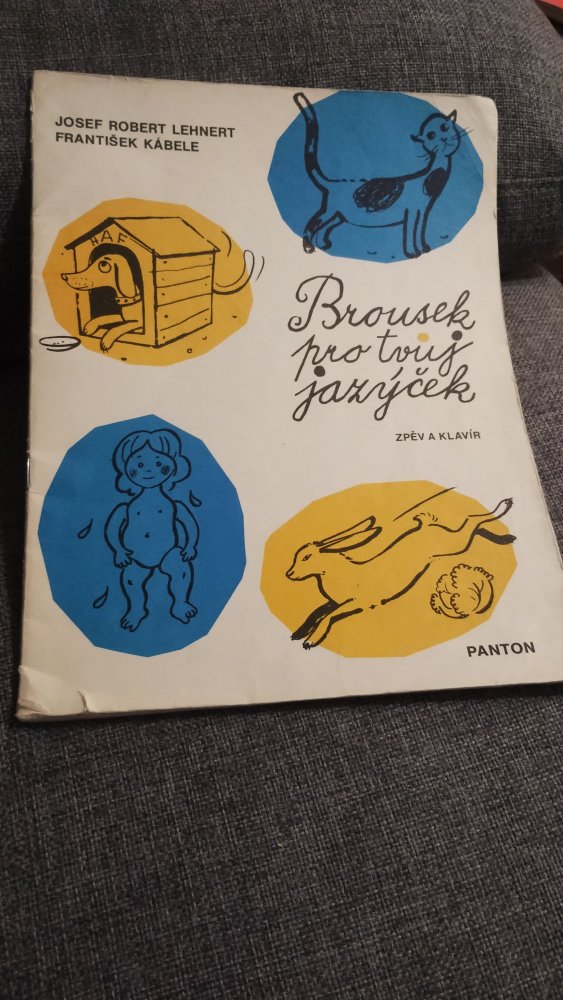 JOSEF ROBERT LEHNERT
FRANTIŠEK KÁBELE
HAF
Brousek
pro tvůj
jazýček
ZPĚV A KLAVÍR
PANTON